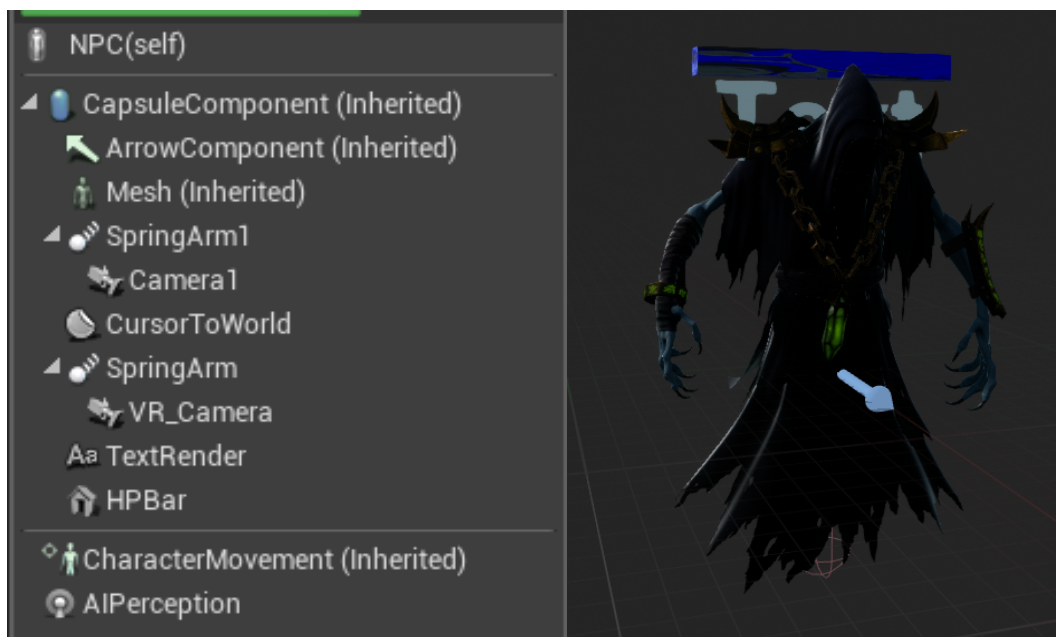 NPC(self)
CapsuleComponent (Inherited)
ArrowComponent (Inherited)
Mesh (Inherited)
SpringArm1
Camera1
CursorToWorld
SpringArm
VR_Camera
Aa TextRender
HPBar
CharacterMovement (Inherited)
AIPerception